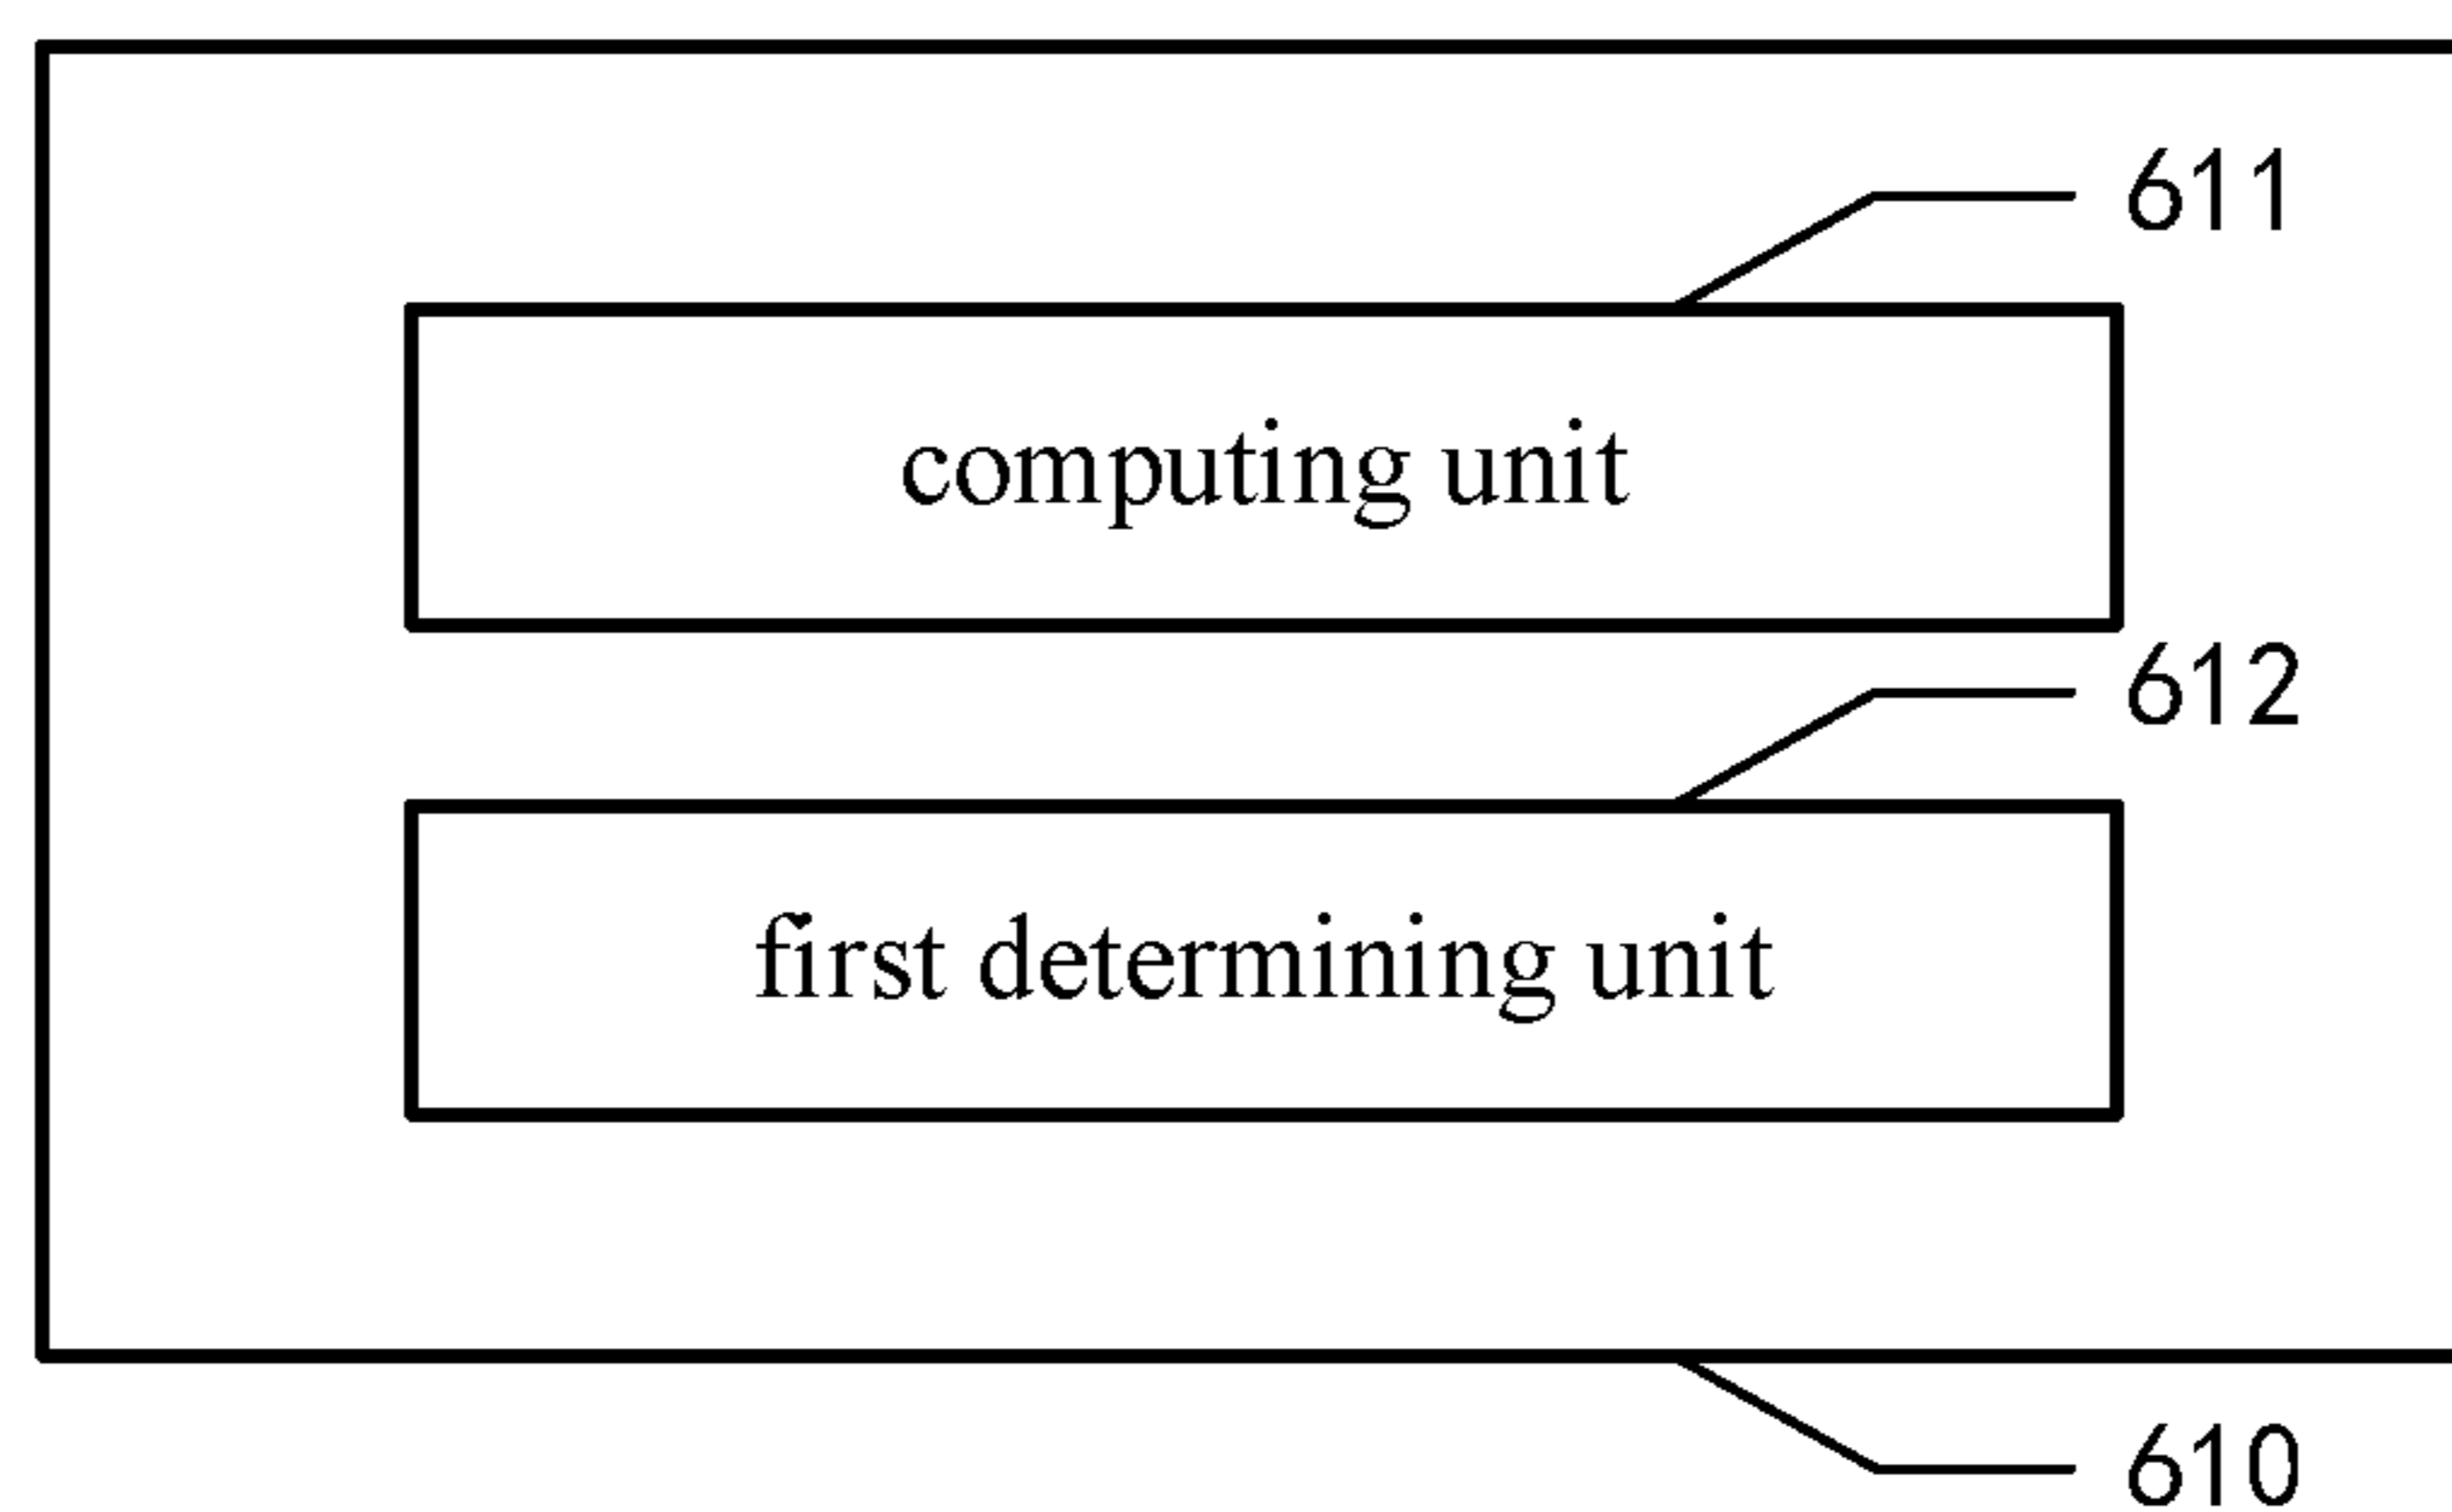 611
computing unit
612
first determining unit
610